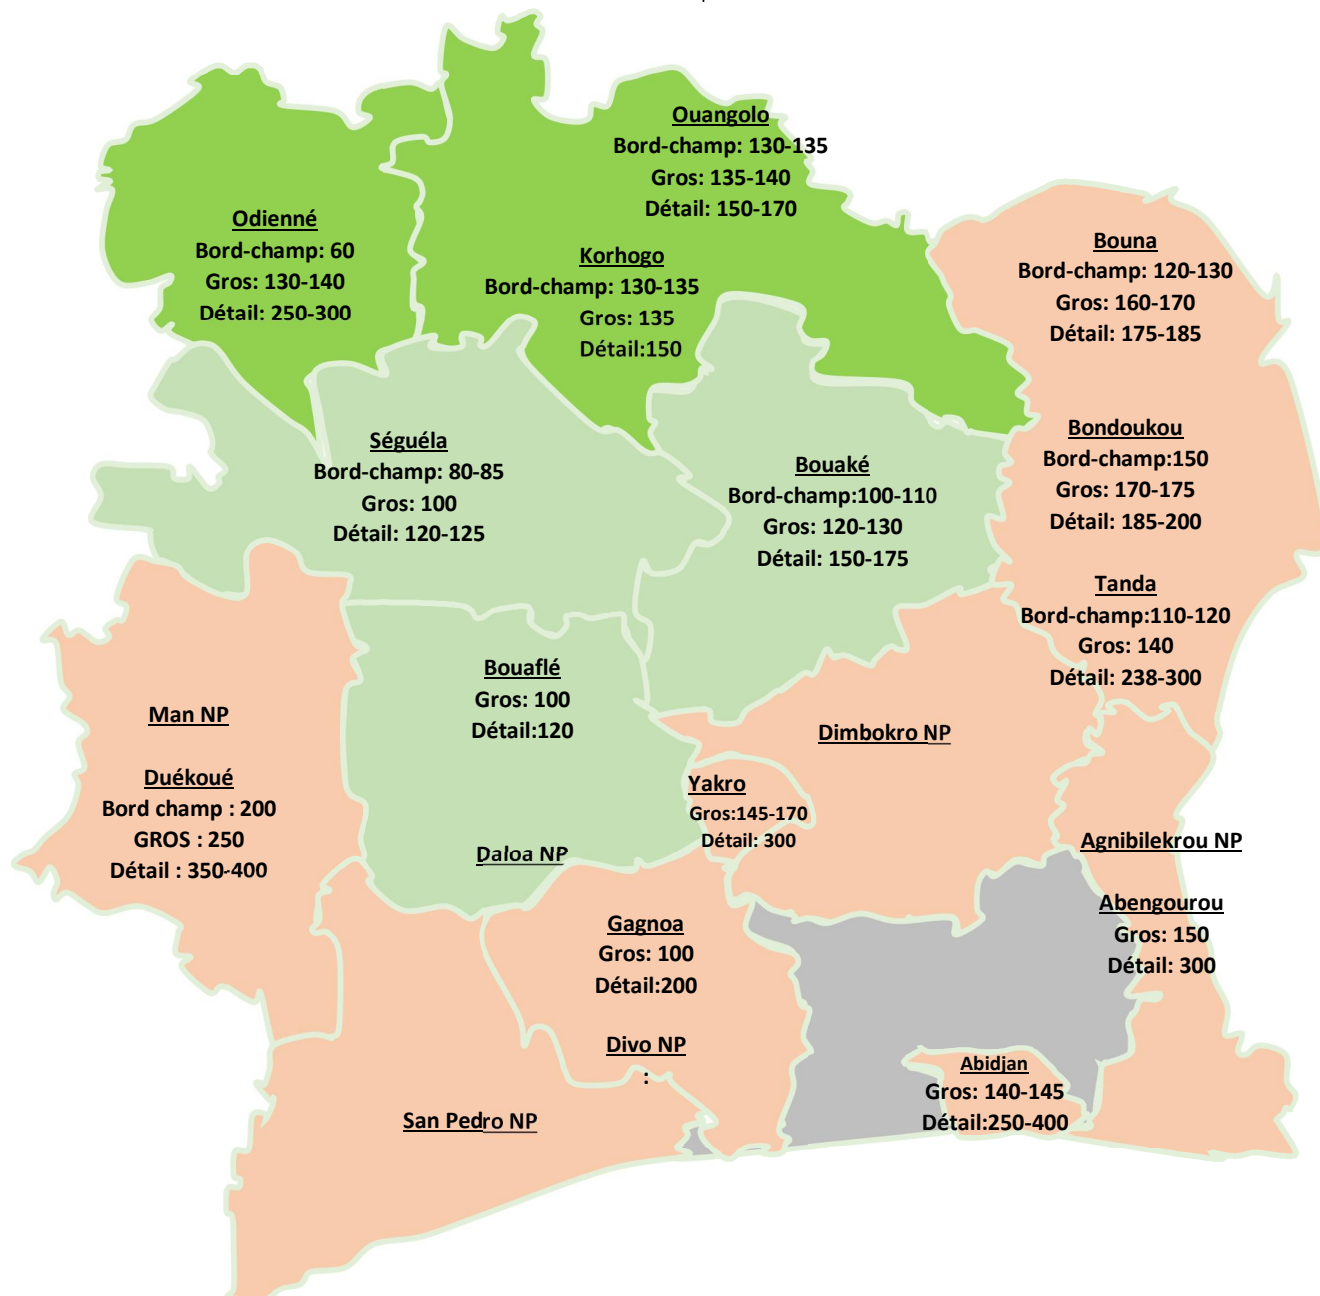 Ouangolo
Bord-champ: 130-135
Gros: 135-140
Détail: 150-170
Odienné
Bord-champ: 60
Gros: 130-140
Détail: 250-300
Korhogo
Bord-champ: 130-135
Gros: 135
Détail:150
Bouna
Bord-champ: 120-130
Gros: 160-170
Détail: 175-185
Séguéla
Bord-champ: 80-85
Gros: 100
Détail: 120-125
Bouaké
Bord-champ:100-110
Gros: 120-130
Détail: 150-175
Bondoukou
Bord-champ:150
Gros: 170-175
Détail: 185-200
Tanda
Bord-champ:110-120
Gros: 140
Détail: 238-300
Bouaflé
Gros: 100
Détail:120
Man NP
Duékoué
Bord champ : 200
GROS : 250
Détail : 350-400
Dimbokro NP
Yakro
Gros:145-170
Détail: 300
Daloa NP
Agnibilekrou NP
Abengourou
Gros: 150
Détail: 300
Gagnoa
Gros: 100
Détail:200
Divo NP
:
Abidjan
Gros: 140-145
Détail:250-400
San Pedro NP